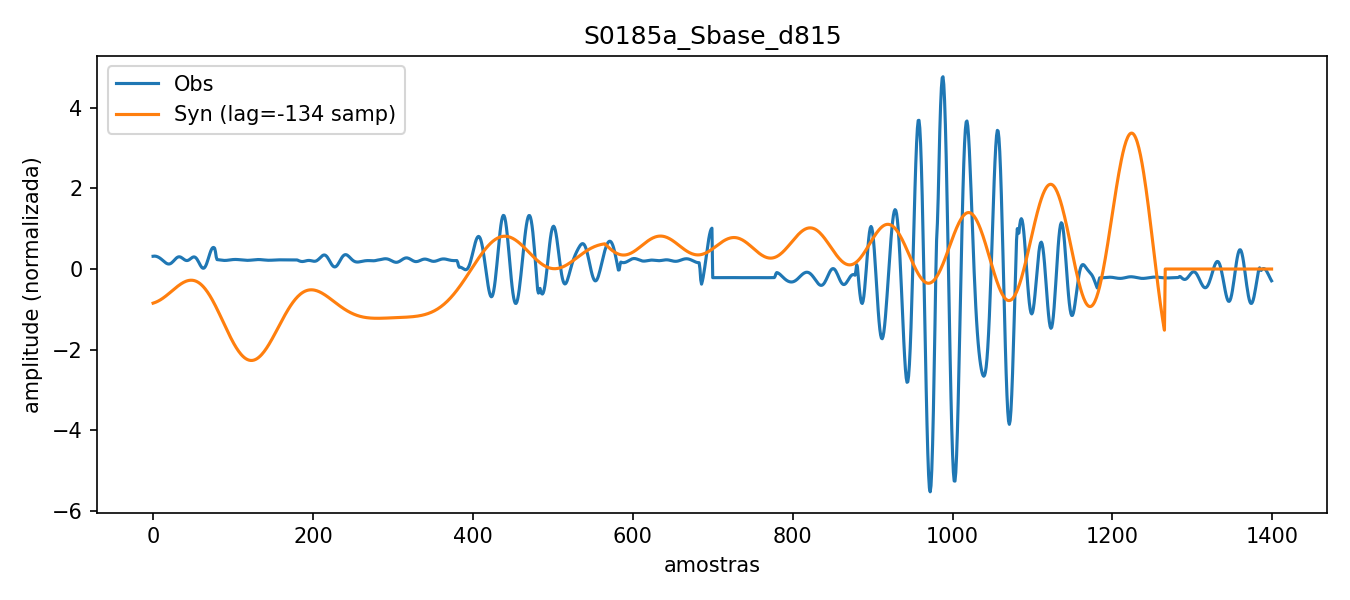 S0185a_Sbase_d815
Obs
Syn (lag=-134 samp)
amplitude (normalizada)
4
2
0
−2
−4
−6
0 200 400 600 800 1000 1200 1400
amostras